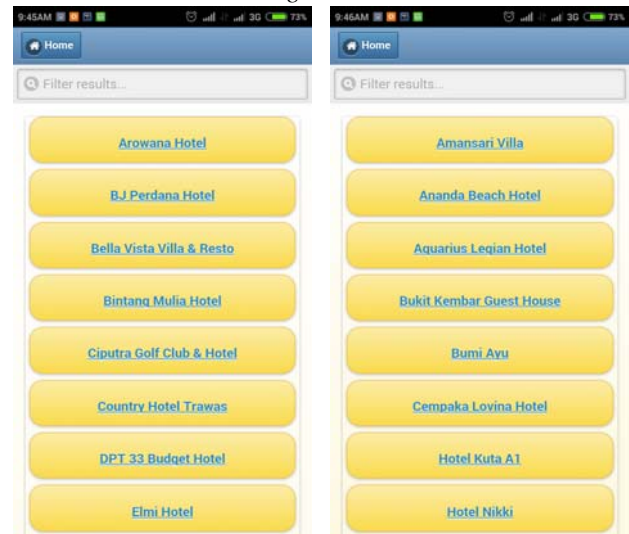 9:45AM 3G 73%
Home
Filter results...
Arowana Hotel
BJ Perdana Hotel
Bella Vista Villa & Resto
Bintang Mulia Hotel
Ciputra Golf Club & Hotel
Country Hotel Trawas
DPT 33 Budget Hotel
Elmi Hotel
9:46AM 3G 73%
Home
Filter results...
Amansari Villa
Ananda Beach Hotel
Aquarius Legian Hotel
Bukit Kembar Guest House
Bumi Ayu
Cempaka Lovina Hotel
Hotel Kuta A1
Hotel Nikki